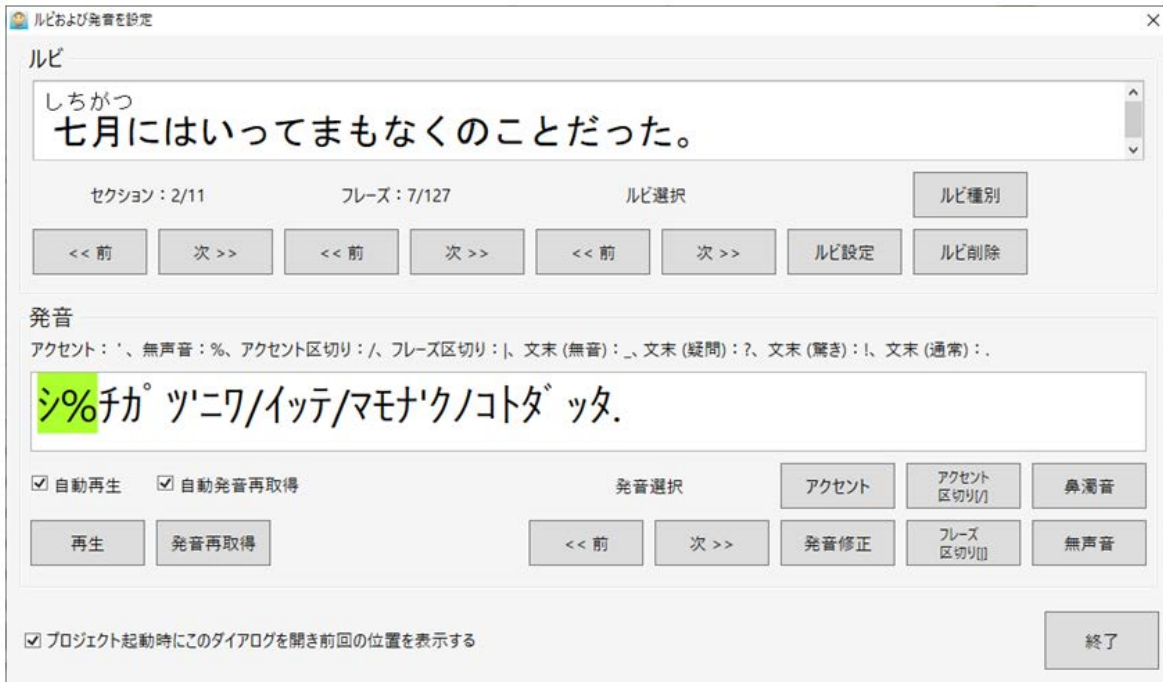 ルビおよび発音を設定
ルビ
しちがつ
七月にはいってまもなくのことだった。
セクション：2/11 フレーズ：7/127 ルビ選択 ルビ種別
<< 前 次 >> << 前 次 >> << 前 次 >> ルビ設定 ルビ削除
発音
アクセント： '、無声音：%、アクセント区切り：/、フレーズ区切り：|、文末 (無音)：_、文末 (疑問)：?、文末 (驚き)：!、文末 (通常)：.
ｼ%ﾁｶﾟﾂ'ﾆﾜ/ｲｯﾃ/ﾏﾓﾅ'ｸﾉｺﾄﾀﾞｯﾀ.
自動再生 自動発音再取得 発音選択 アクセント アクセント 鼻濁音
区切り[/]
再生 発音再取得 << 前 次 >> 発音修正 フレーズ 無声音
区切り[|]
プロジェクト起動時にこのダイアログを開き前回の位置を表示する
終了